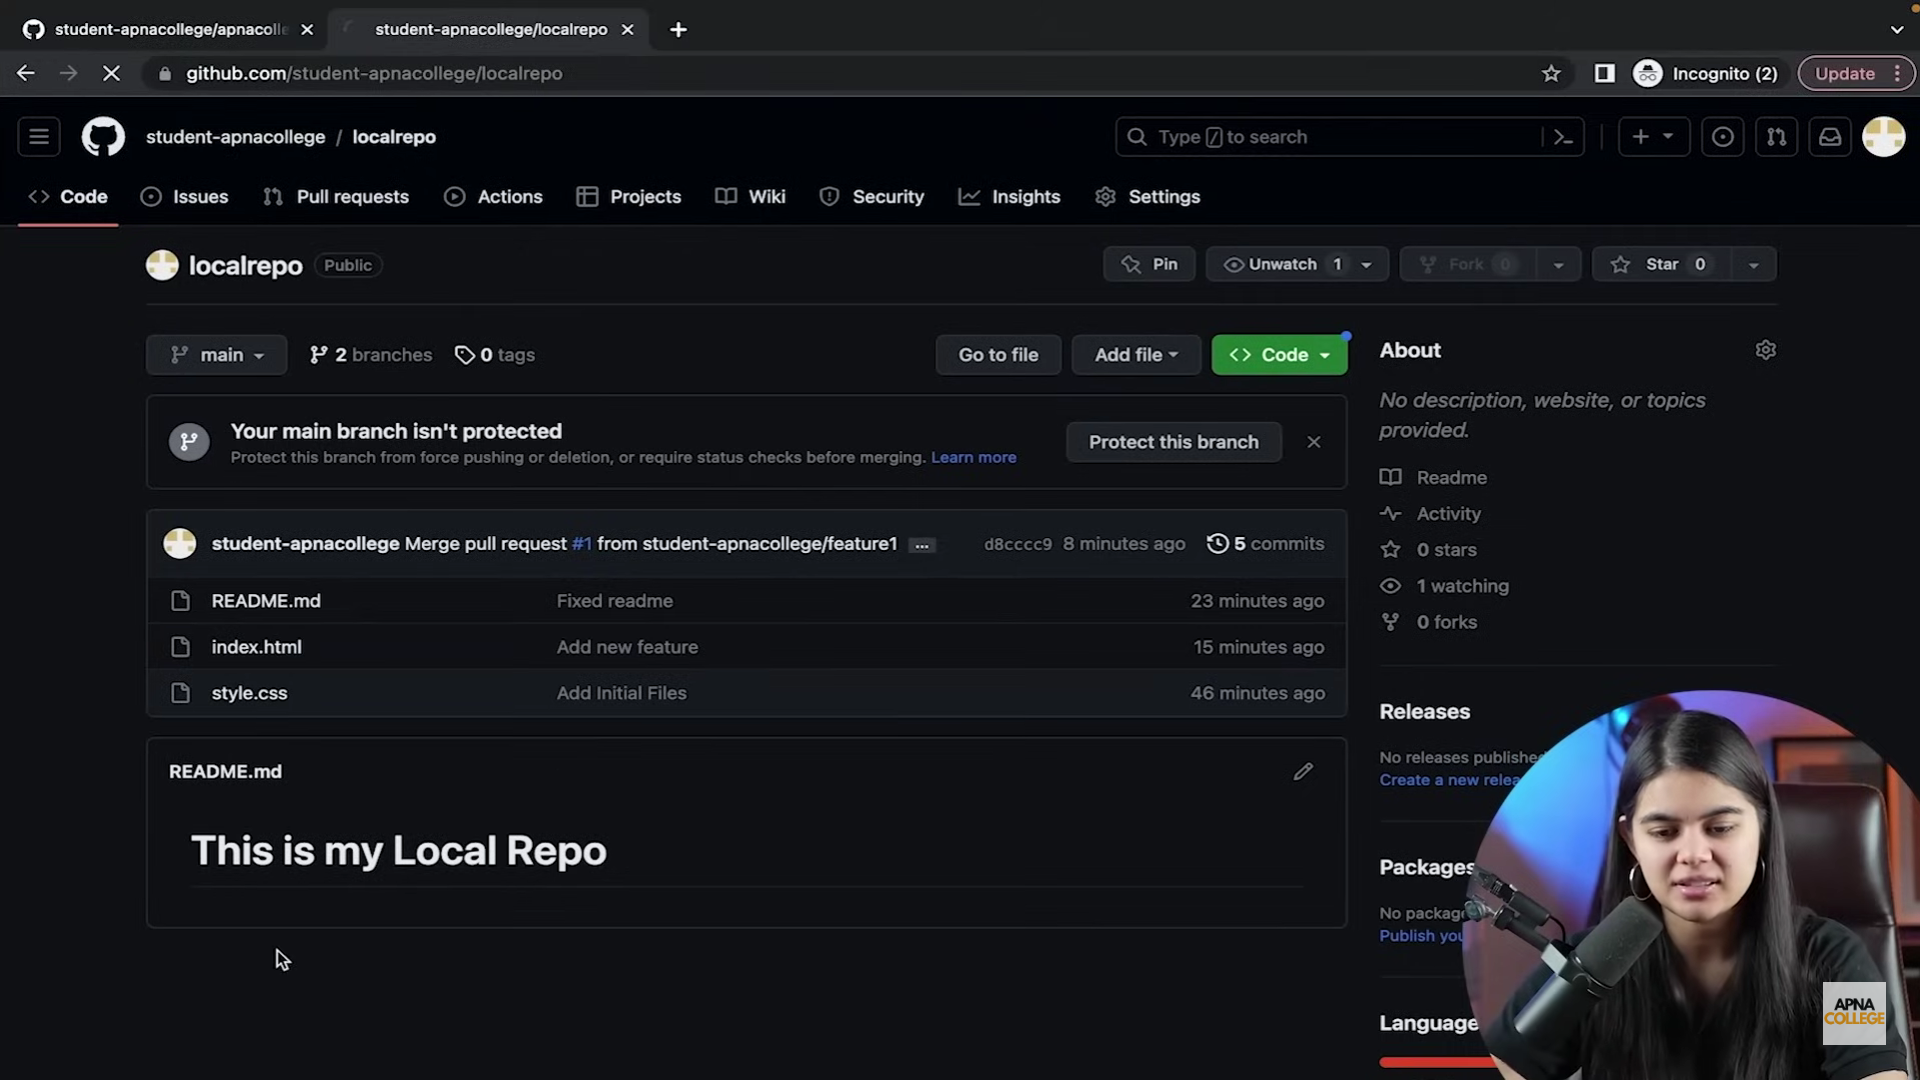 student-apnacollege/apnacoll
student-apnacollege/localrepo
github.com/student-apnacollege/localrepo
Incognito (2)
Update
student-apnacollege / localrepo
Type / to search
Code
Issues
Pull requests
Actions
Projects
Wiki
Security
Insights
Settings
localrepo
Public
Pin
Unwatch 1
Fork 0
Star 0
main
2 branches
0 tags
Go to file
Add file
Code
Your main branch isn't protected
Protect this branch from force pushing or deletion, or require status checks before merging. Learn more
Protect this branch
student-apnacollege Merge pull request #1 from student-apnacollege/feature1 ...
d8cccc9 8 minutes ago
5 commits
README.md Fixed readme 23 minutes ago
index.html Add new feature 15 minutes ago
style.css Add Initial Files 46 minutes ago
README.md
This is my Local Repo
About
No description, website, or topics
provided.
Readme
Activity
0 stars
1 watching
0 forks
Releases
No releases published
Create a new relea
Packages
No packag
Publish you
Language
APNA
COLLEGE